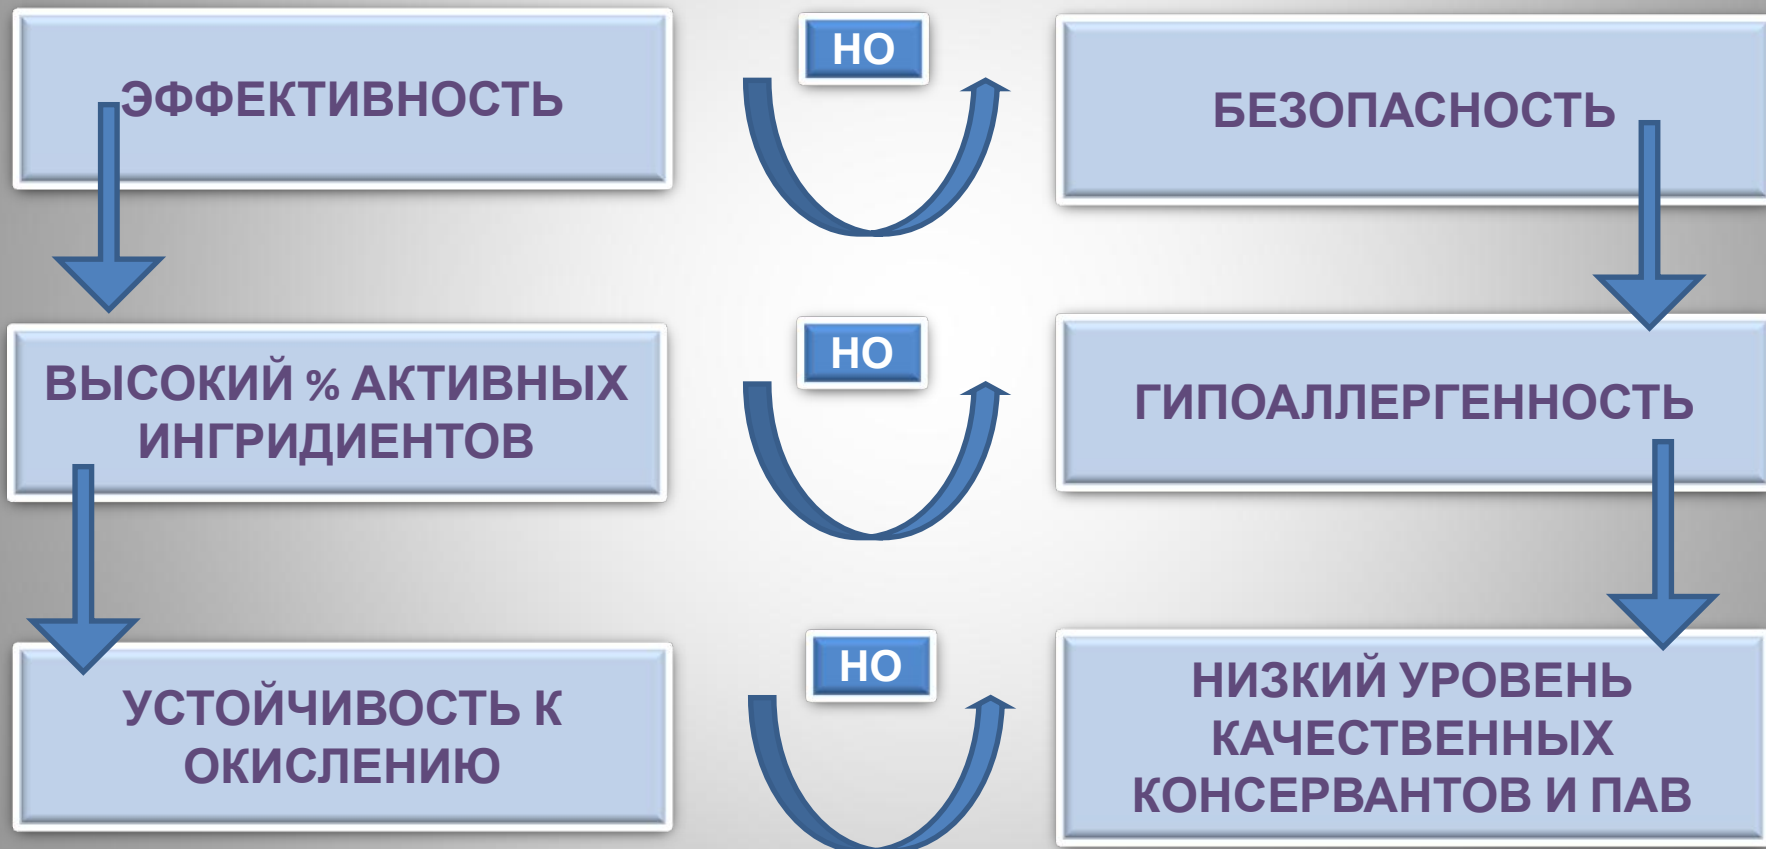 ЭФФЕКТИВНОСТЬ
НО
БЕЗОПАСНОСТЬ
ВЫСОКИЙ % АКТИВНЫХ
ИНГРИДИЕНТОВ
НО
ГИПОАЛЛЕРГЕННОСТЬ
УСТОЙЧИВОСТЬ К
ОКИСЛЕНИЮ
НО
НИЗКИЙ УРОВЕНЬ
КАЧЕСТВЕННЫХ
КОНСЕРВАНТОВ И ПАВ